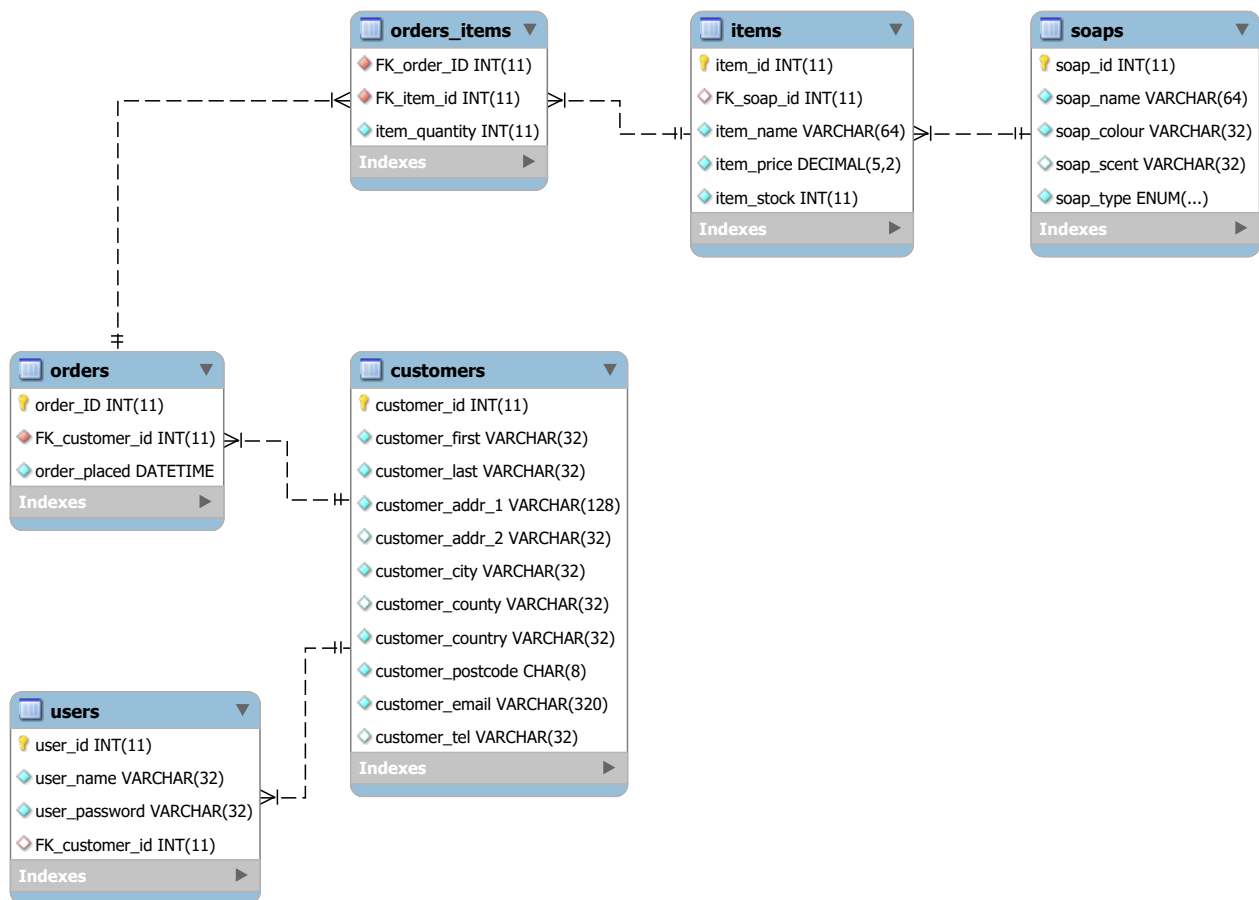 orders_items
FK_order_ID INT(11)
FK_item_id INT(11)
item_quantity INT(11)
Indexes
items
item_id INT(11)
FK_soap_id INT(11)
item_name VARCHAR(64)
item_price DECIMAL(5,2)
item_stock INT(11)
Indexes
soaps
soap_id INT(11)
soap_name VARCHAR(64)
soap_colour VARCHAR(32)
soap_scent VARCHAR(32)
soap_type ENUM(...)
Indexes
orders
order_ID INT(11)
FK_customer_id INT(11)
order_placed DATETIME
Indexes
customers
customer_id INT(11)
customer_first VARCHAR(32)
customer_last VARCHAR(32)
customer_addr_1 VARCHAR(128)
customer_addr_2 VARCHAR(32)
customer_city VARCHAR(32)
customer_county VARCHAR(32)
customer_country VARCHAR(32)
customer_postcode CHAR(8)
customer_email VARCHAR(320)
customer_tel VARCHAR(32)
Indexes
users
user_id INT(11)
user_name VARCHAR(32)
user_password VARCHAR(32)
FK_customer_id INT(11)
Indexes